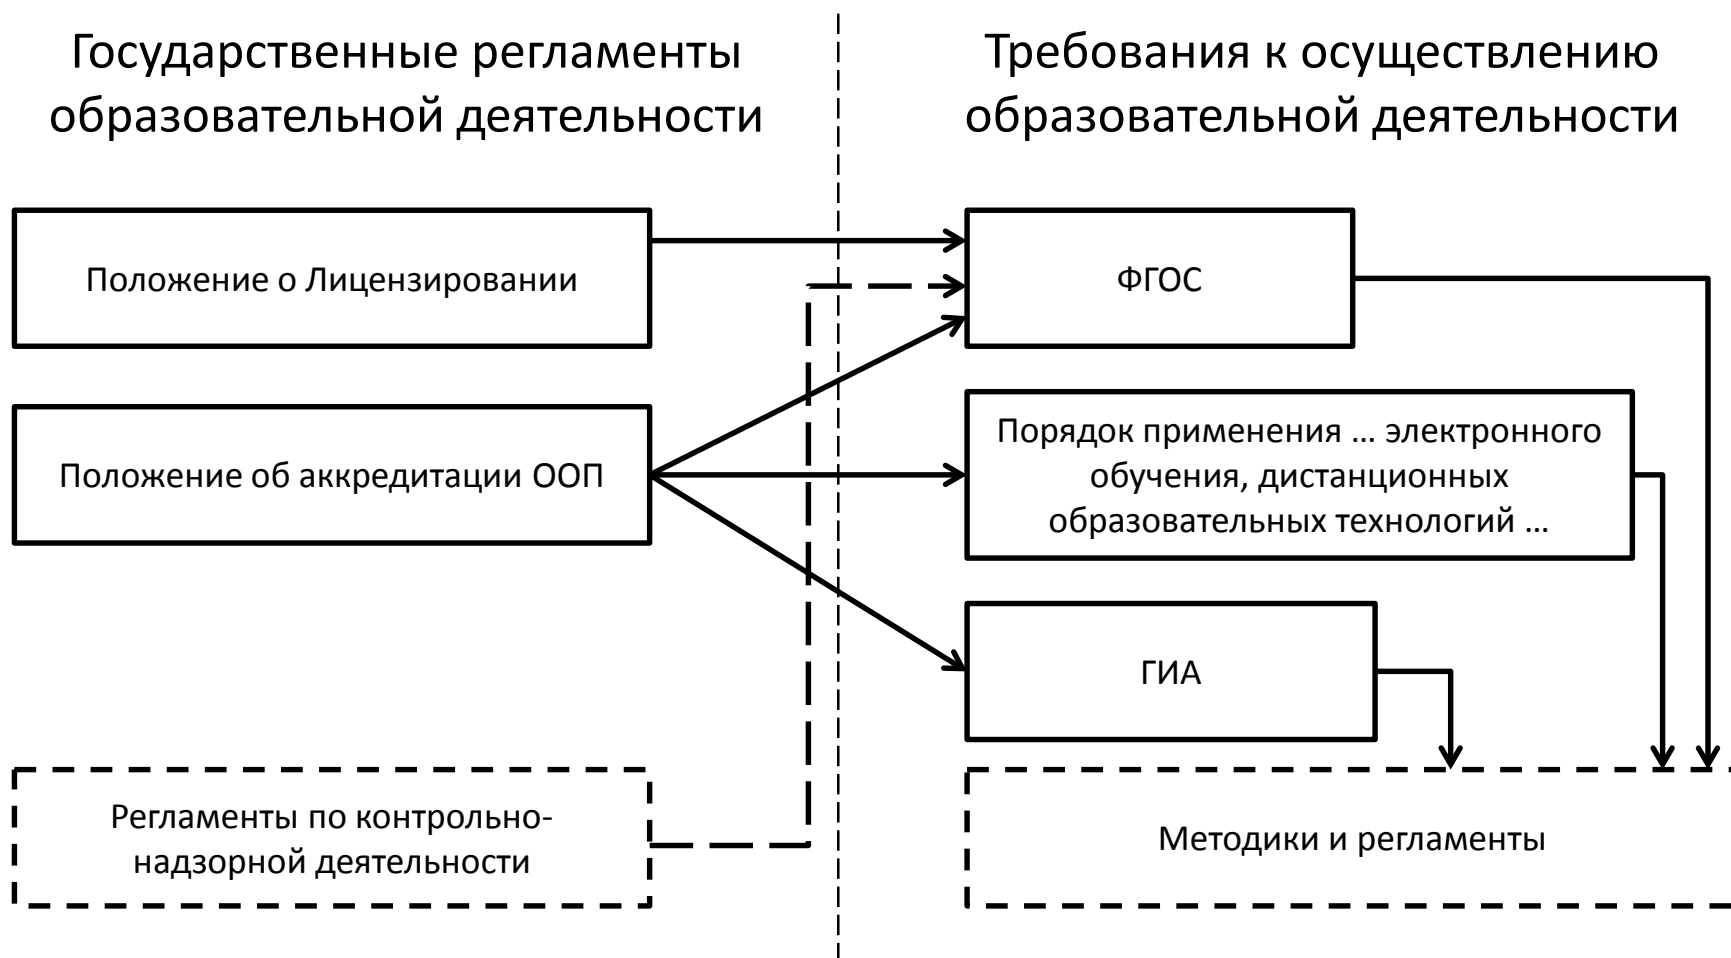 Государственные регламенты
образовательной деятельности
Требования к осуществлению
образовательной деятельности
Положение о Лицензировании
ФГОС
Положение об аккредитации ООП
Порядок применения ... электронного
обучения, дистанционных
образовательных технологий ...
ГИА
Регламенты по контрольно-
надзорной деятельности
Методики и регламенты